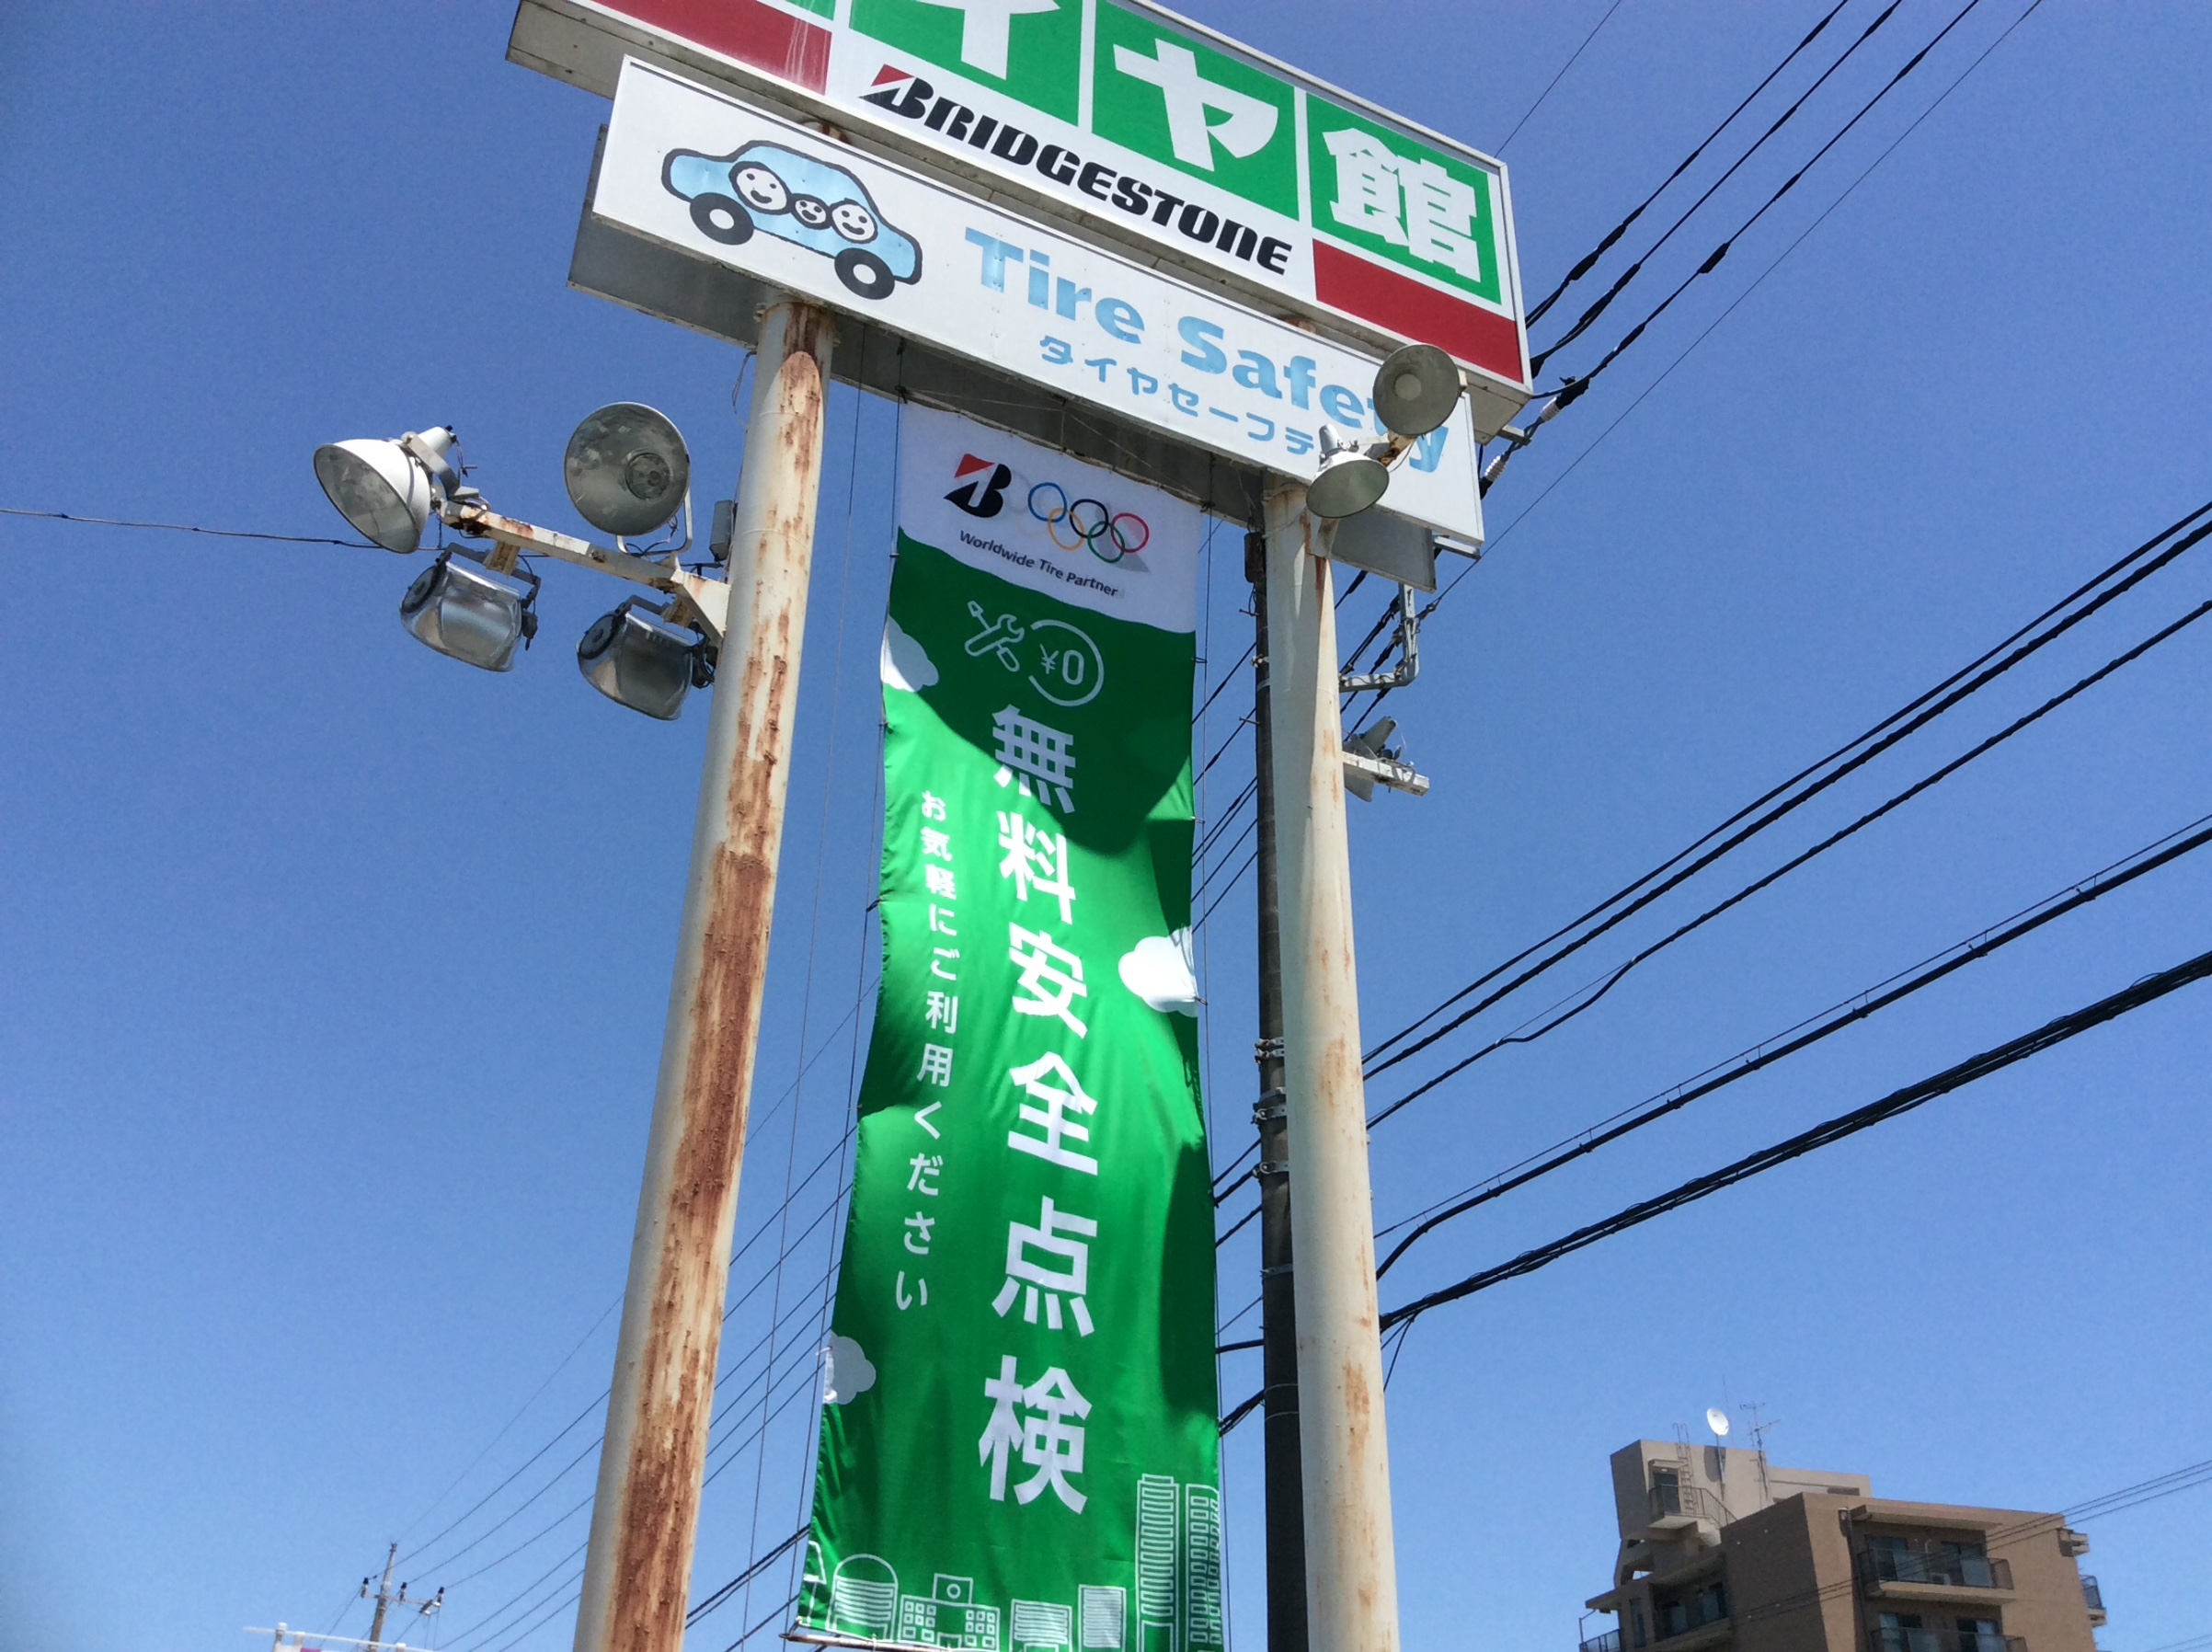 イヤ館
BRIDGESTONE
Tire Safety
タイヤセーフテ
B
Worldwide Tire Partner
¥0
無料安全点検
お気軽にご利用ください